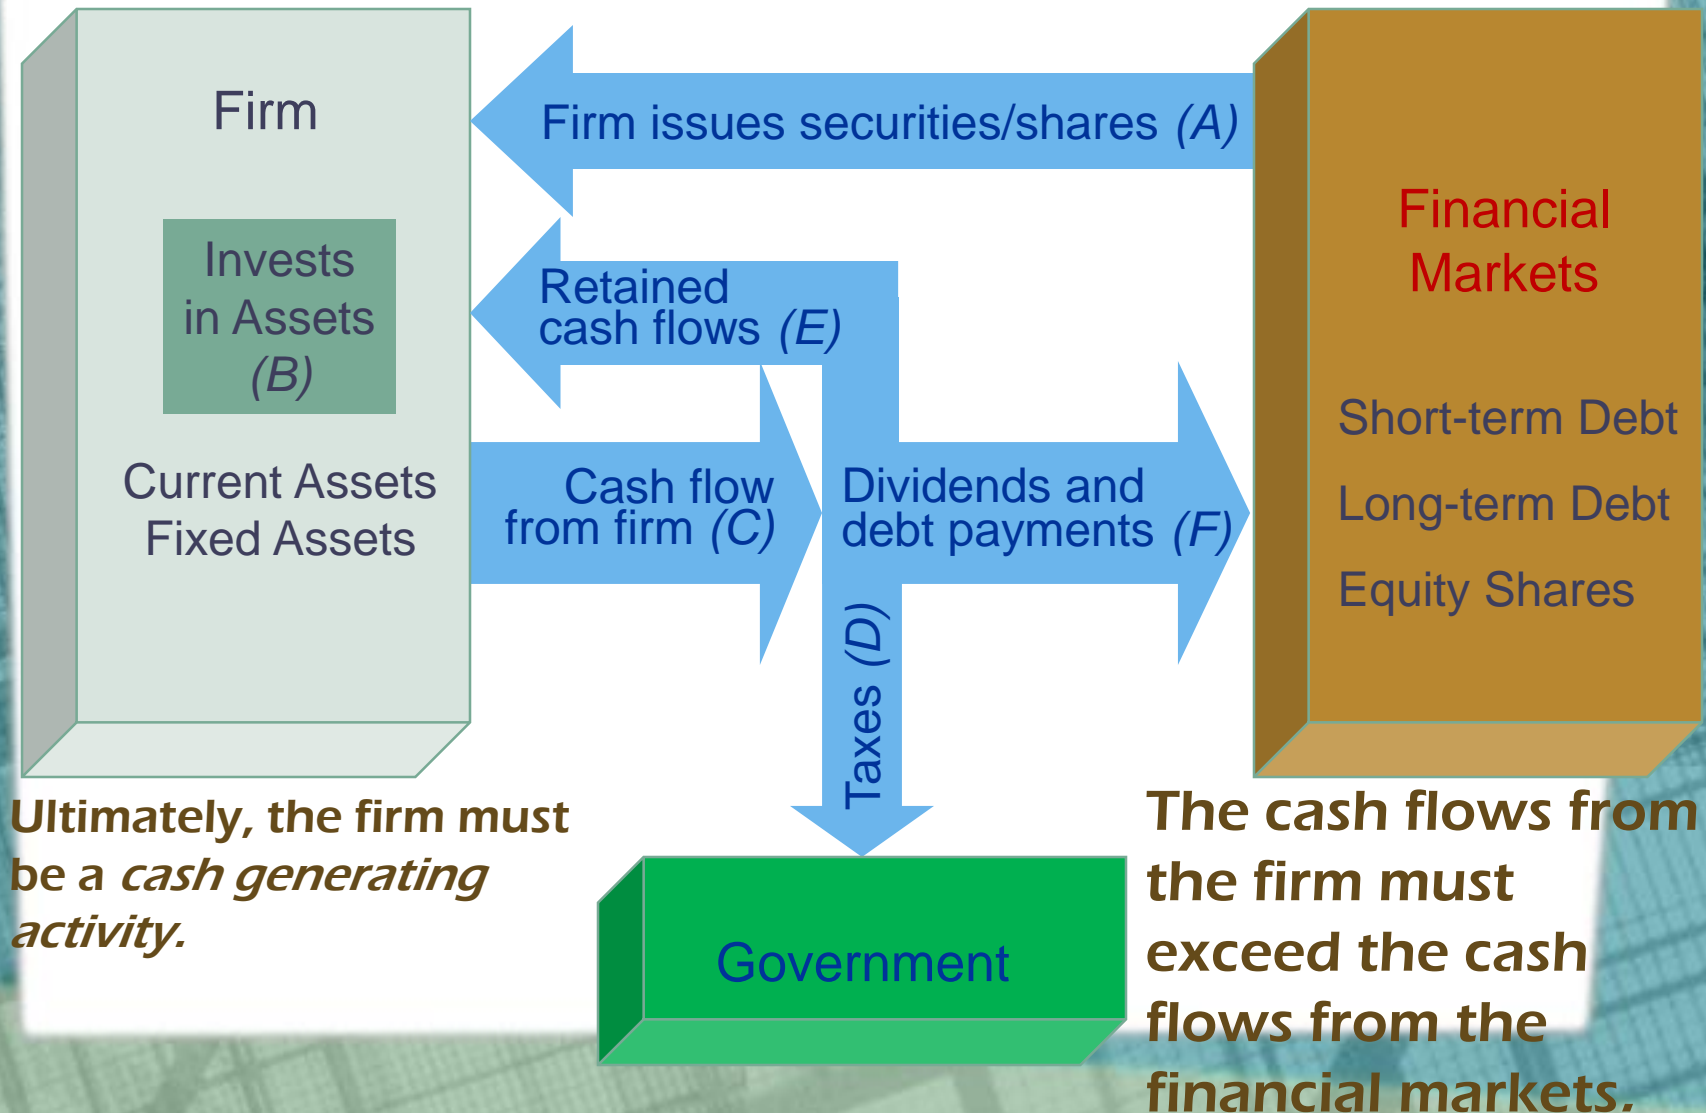 Firm
Invests
in Assets
(B)
Current Assets
Fixed Assets
Firm issues securities/shares (A)
Retained
cash flows (E)
Cash flow
from firm (C)
Dividends and
debt payments (F)
Taxes (D)
Financial
Markets
Short-term Debt
Long-term Debt
Equity Shares
Ultimately, the firm must
be a cash generating
activity.
Government
The cash flows from
the firm must
exceed the cash
flows from the
financial markets.